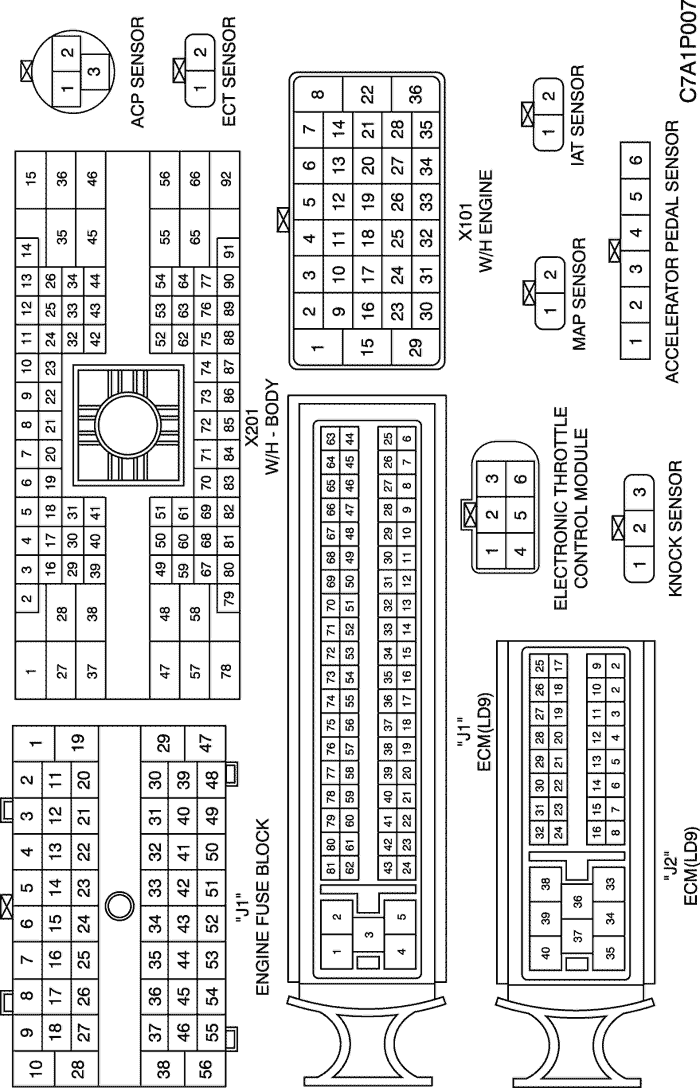 10 9 8 7 6 5 4 3 2 1
18 17 16 15 14 13 12 11
28 27 26 25 24 23 22 21 20 19
38 37 36 35 34 33 32 31 30 29
46 45 44 43 42 41 40 39
56 55 54 53 52 51 50 49 48 47
"J1"
ENGINE FUSE BLOCK
1 2 3 4 5 6 7 8 9 10 11 12 13 14 15
16 17 18 19 20 21 22 23 24 25 26
27 28 29 30 31 32 33 34 35 36
37 38 39 40 41 42 43 44 45 46
47 48 49 50 51 52 53 54 55 56
57 58 59 60 61 62 63 64 65 66
67 68 69 70 71 72 73 74 75 76 77
78 79 80 81 82 83 84 85 86 87 88 89 90 91 92
X201
W/H - BODY
1 2
3
ACP SENSOR
1 2
ECT SENSOR
81 80 79 78 77 76 75 74 73 72 71 70 69 68 67 66 65 64 63
62 61 60 59 58 57 56 55 54 53 52 51 50 49 48 47 46 45 44
1 2
3
4 5
43 42 41 40 39 38 37 36 35 34 33 32 31 30 29 28 27 26 25
24 23 22 21 20 19 18 17 16 15 14 13 12 11 10 9 8 7 6
"J1"
ECM(LD9)
1 2 3 4 5 6 7 8
9 10 11 12 13 14
15 16 17 18 19 20 21 22
23 24 25 26 27 28
29 30 31 32 33 34 35 36
X101
W/H ENGINE
40 39 38
37 36
35 34 33
32 31 30 29 28 27 26 25
24 23 22 21 20 19 18 17
16 15 14 13 12 11 10 9
8 7 6 5 4 3 2 2
"J2"
ECM(LD9)
1 2 3
4 5 6
ELECTRONIC THROTTLE
CONTROL MODULE
1 2
MAP SENSOR
1 2
IAT SENSOR
1 2 3
KNOCK SENSOR
1 2 3 4 5 6
ACCELERATOR PEDAL SENSOR
C7A1P007